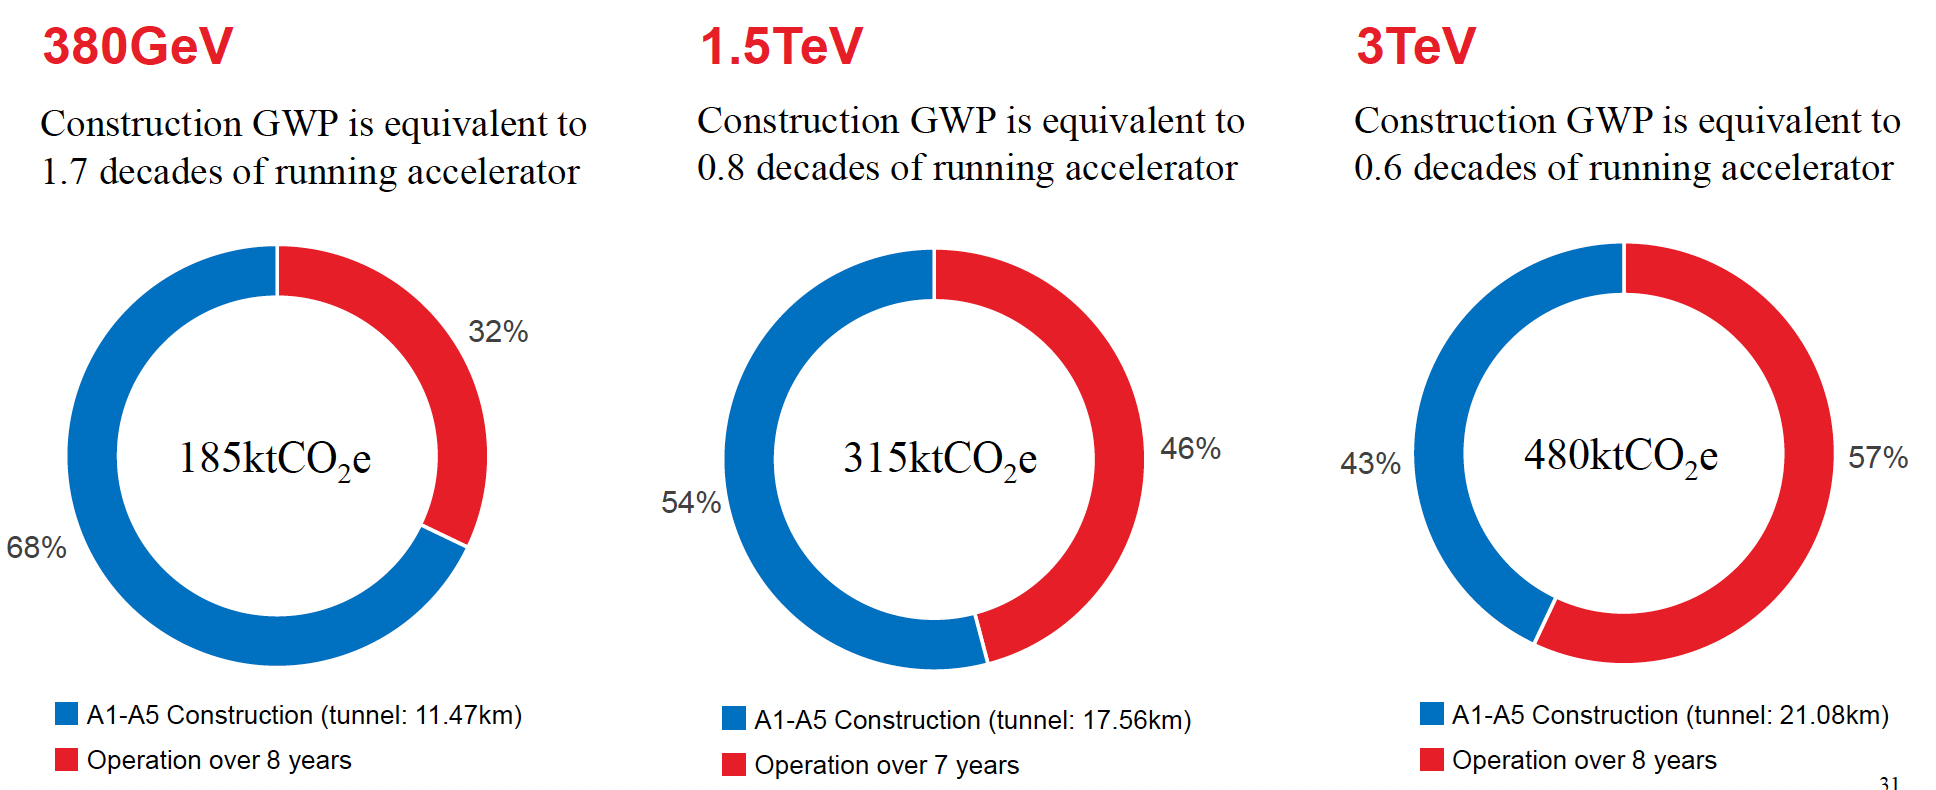 380GeV
Construction GWP is equivalent to
1.7 decades of running accelerator
32%
185ktCO₂e
68%
A1-A5 Construction (tunnel: 11.47km)
Operation over 8 years
1.5TeV
Construction GWP is equivalent to
0.8 decades of running accelerator
46%
315ktCO₂e
54%
A1-A5 Construction (tunnel: 17.56km)
Operation over 7 years
3TeV
Construction GWP is equivalent to
0.6 decades of running accelerator
43%
480ktCO₂e
57%
A1-A5 Construction (tunnel: 21.08km)
Operation over 8 years
31